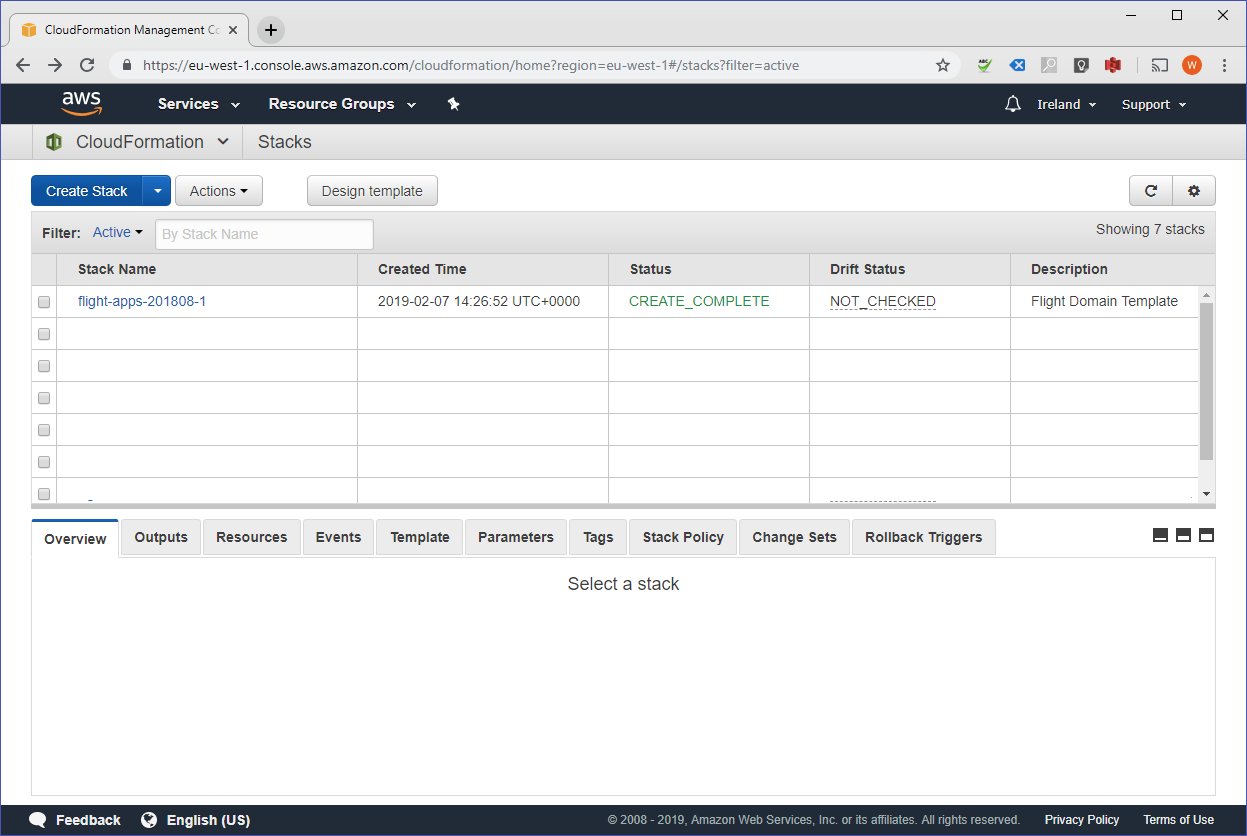 CloudFormation Management Co
https://eu-west-1.console.aws.amazon.com/cloudformation/home?region=eu-west-1#/stacks?filter=active
ABC
W
aws Services Resource Groups Ireland Support
CloudFormation Stacks
Create Stack Actions Design template
Filter: Active By Stack Name Showing 7 stacks
Stack Name Created Time Status Drift Status Description
flight-apps-201808-1 2019-02-07 14:26:52 UTC+0000 CREATE_COMPLETE NOT_CHECKED Flight Domain Template
Overview Outputs Resources Events Template Parameters Tags Stack Policy Change Sets Rollback Triggers
Select a stack
Feedback English (US) © 2008 - 2019, Amazon Web Services, Inc. or its affiliates. All rights reserved. Privacy Policy Terms of Use